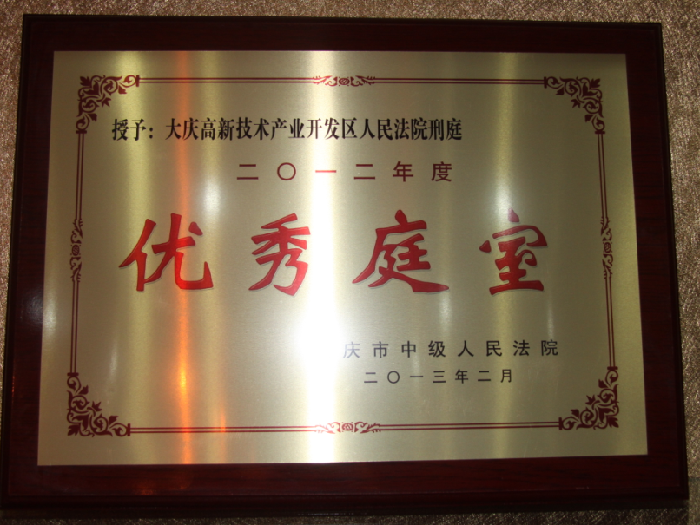 授予：大庆高新技术产业开发区人民法院刑庭
二〇一二年度
优秀庭室
庆市中级人民法院
二〇一三年二月